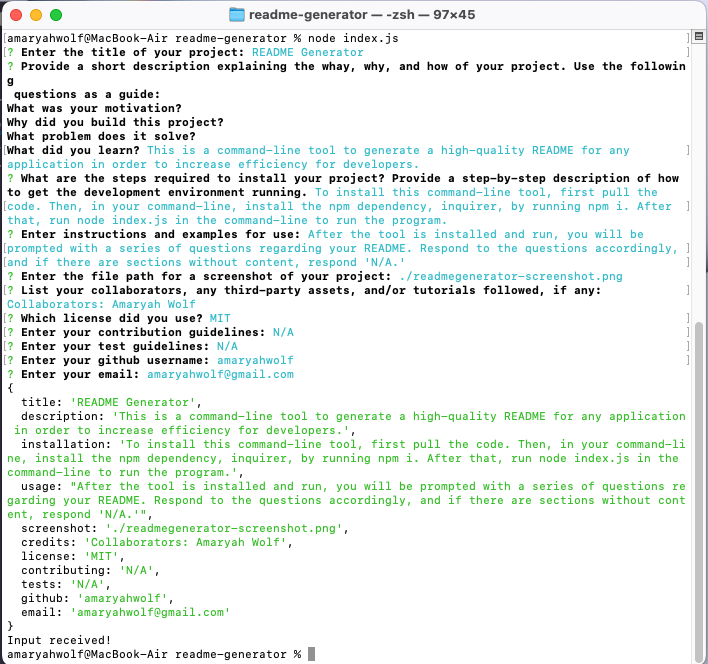 readme-generator — -zsh — 97×45
[amaryahwolf@MacBook-Air readme-generator % node index.js ]
[? Enter the title of your project: README Generator ]
? Provide a short description explaining the whay, why, and how of your project. Use the followin
g
 questions as a guide:
What was your motivation?
Why did you build this project?
What problem does it solve?
[What did you learn? This is a command-line tool to generate a high-quality README for any ]
application in order to increase efficiency for developers.
? What are the steps required to install your project? Provide a step-by-step description of how
to get the development environment running. To install this command-line tool, first pull the
[code. Then, in your command-line, install the npm dependency, inquirer, by running npm i. After ]
that, run node index.js in the command-line to run the program.
? Enter instructions and examples for use: After the tool is installed and run, you will be
[prompted with a series of questions regarding your README. Respond to the questions accordingly, ]
[and if there are sections without content, respond 'N/A.' ]
? Enter the file path for a screenshot of your project: ./readmegenerator-screenshot.png
[? List your collaborators, any third-party assets, and/or tutorials followed, if any: ]
Collaborators: Amaryah Wolf
[? Which license did you use? MIT ]
[? Enter your contribution guidelines: N/A ]
[? Enter your test guidelines: N/A ]
[? Enter your github username: amaryahwolf ]
? Enter your email: amaryahwolf@gmail.com
{
  title: 'README Generator',
  description: 'This is a command-line tool to generate a high-quality README for any application
 in order to increase efficiency for developers.',
  installation: 'To install this command-line tool, first pull the code. Then, in your command-li
ne, install the npm dependency, inquirer, by running npm i. After that, run node index.js in the
command-line to run the program.',
  usage: "After the tool is installed and run, you will be prompted with a series of questions re
garding your README. Respond to the questions accordingly, and if there are sections without cont
ent, respond 'N/A.'",
  screenshot: './readmegenerator-screenshot.png',
  credits: 'Collaborators: Amaryah Wolf',
  license: 'MIT',
  contributing: 'N/A',
  tests: 'N/A',
  github: 'amaryahwolf',
  email: 'amaryahwolf@gmail.com'
}
Input received!
amaryahwolf@MacBook-Air readme-generator %